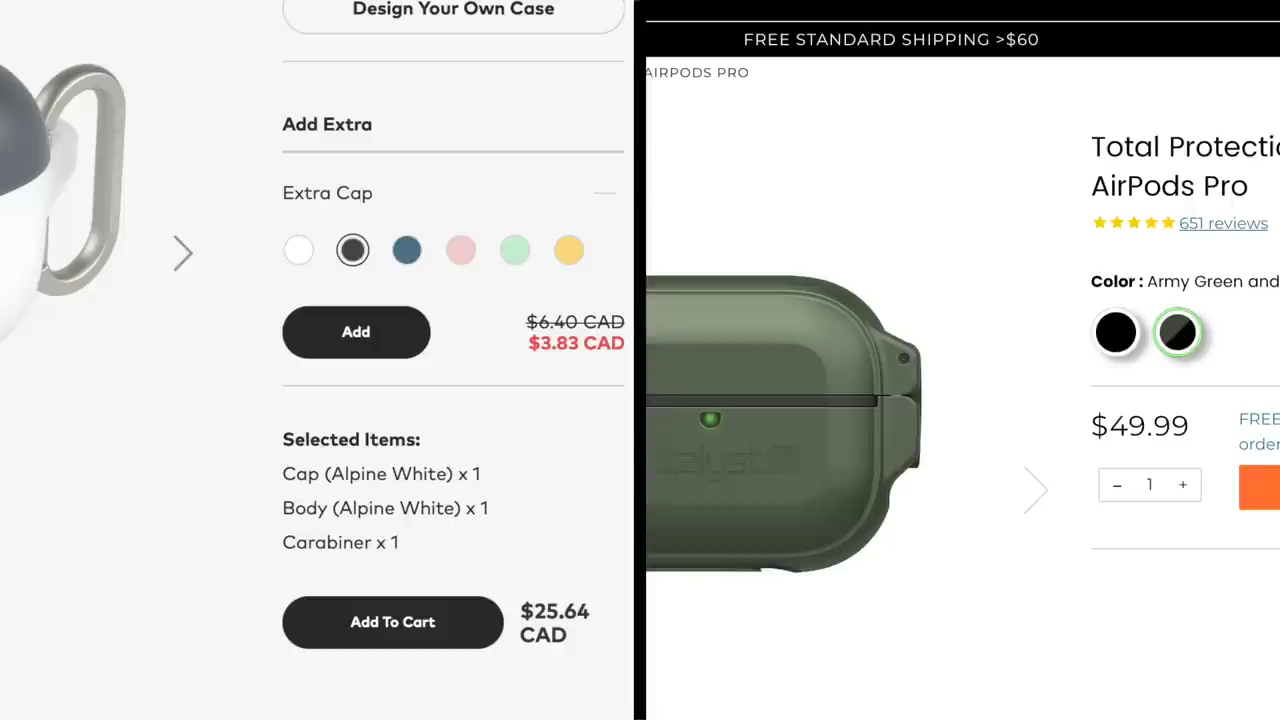 Design Your Own Case
Add Extra
Extra Cap
Add
$6.40 CAD
$3.83 CAD
Selected Items:
Cap (Alpine White) x 1
Body (Alpine White) x 1
Carabiner x 1
Add To Cart
$25.64
CAD
FREE STANDARD SHIPPING >$60
AIRPODS PRO
Total Protectio
AirPods Pro
651 reviews
Color : Army Green and
$49.99
FREE
order
− 1 +
alyst